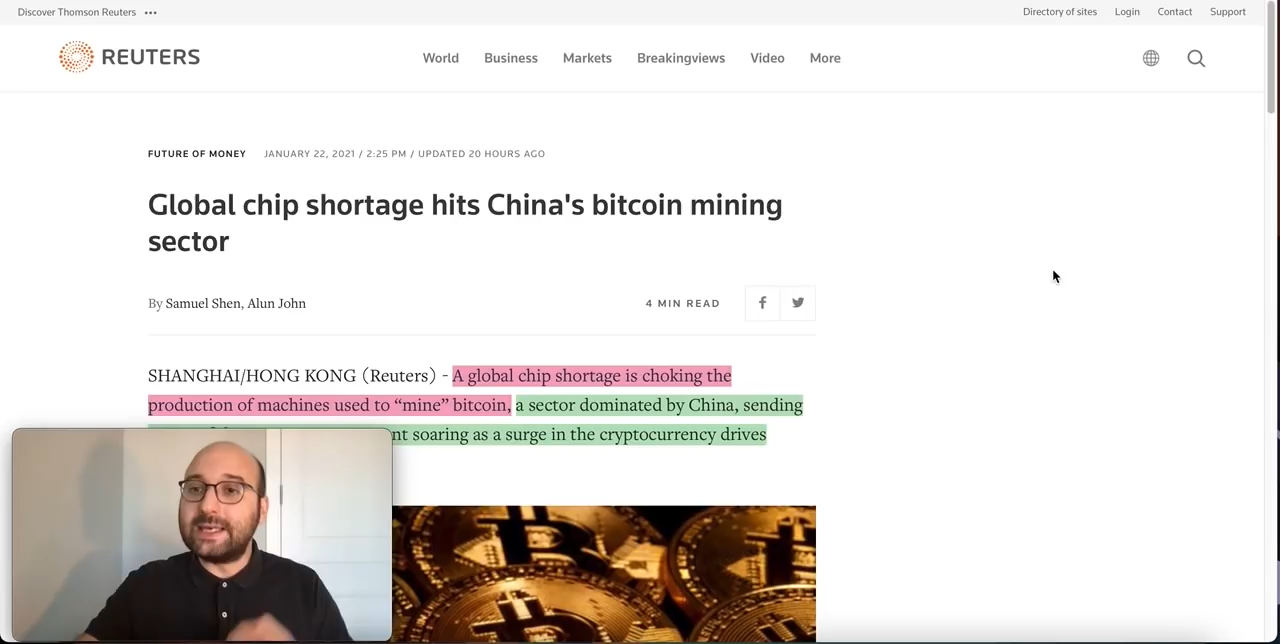 Discover Thomson Reuters •••
Directory of sites Login Contact Support
REUTERS
World Business Markets Breakingviews Video More
FUTURE OF MONEY JANUARY 22, 2021 / 2:25 PM / UPDATED 20 HOURS AGO
Global chip shortage hits China's bitcoin mining
sector
By Samuel Shen, Alun John
4 MIN READ
SHANGHAI/HONG KONG (Reuters) - A global chip shortage is choking the
production of machines used to “mine” bitcoin, a sector dominated by China, sending
soaring as a surge in the cryptocurrency drives